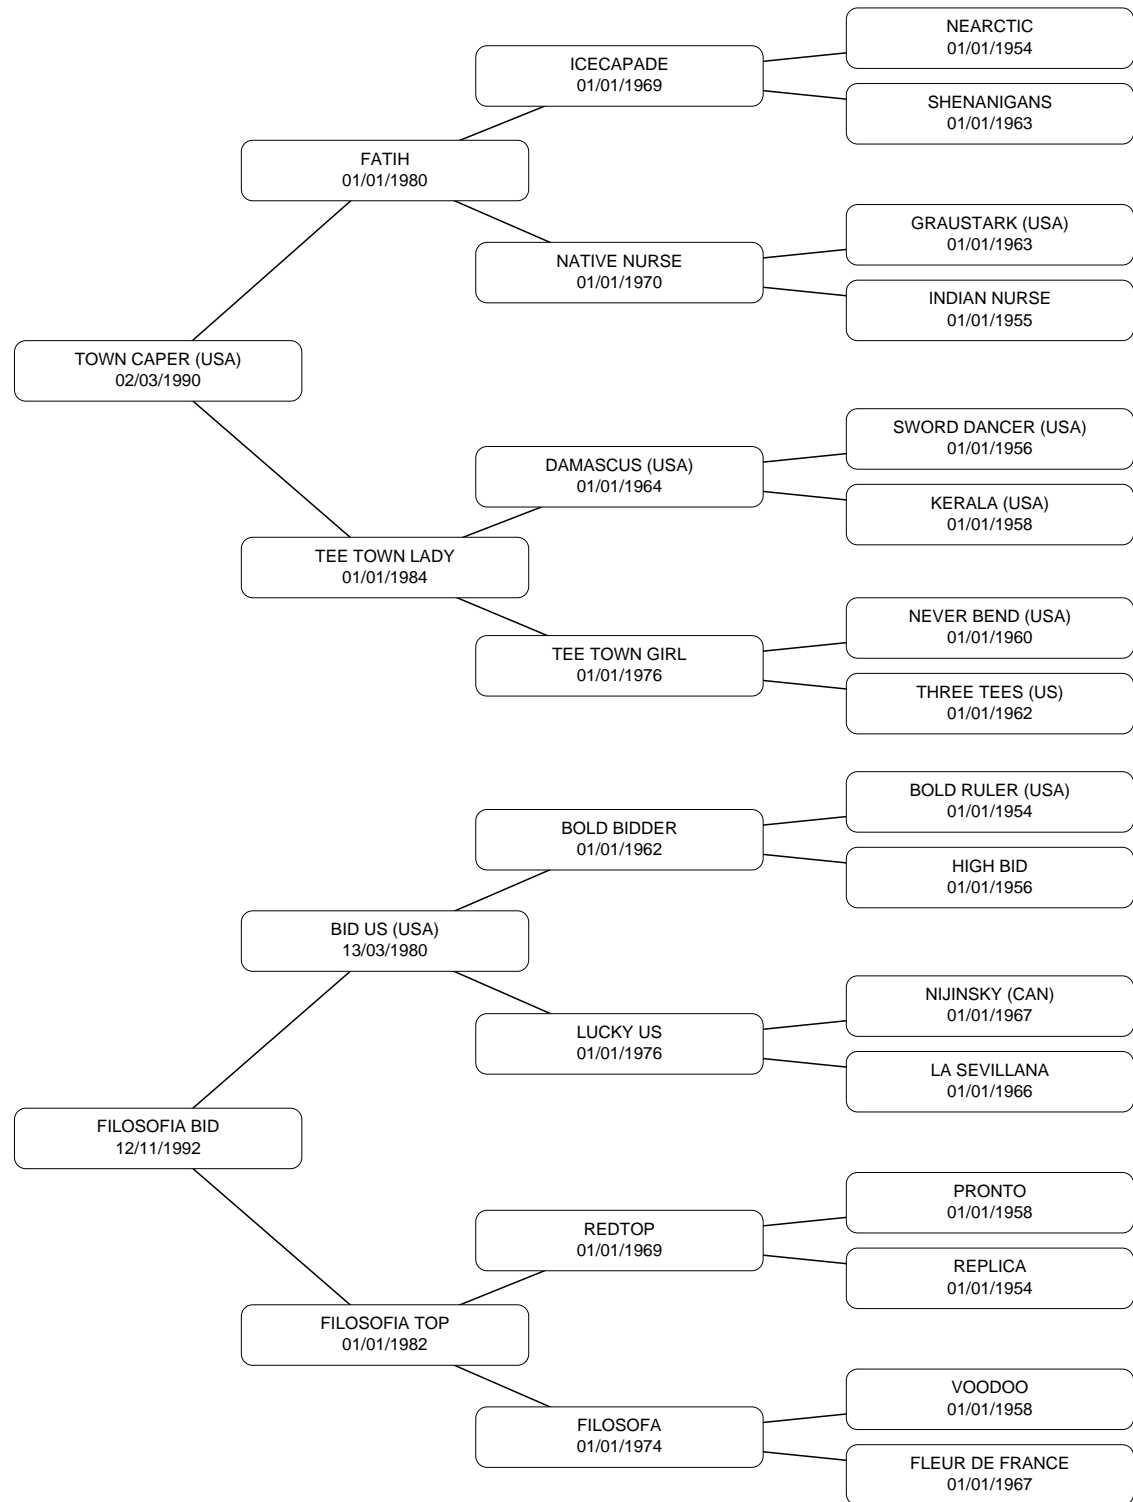 NEARCTIC
01/01/1954
ICECAPADE
01/01/1969
SHENANIGANS
01/01/1963
FATIH
01/01/1980
GRAUSTARK (USA)
01/01/1963
NATIVE NURSE
01/01/1970
INDIAN NURSE
01/01/1955
TOWN CAPER (USA)
02/03/1990
SWORD DANCER (USA)
01/01/1956
DAMASCUS (USA)
01/01/1964
KERALA (USA)
01/01/1958
TEE TOWN LADY
01/01/1984
NEVER BEND (USA)
01/01/1960
TEE TOWN GIRL
01/01/1976
THREE TEES (US)
01/01/1962
BOLD RULER (USA)
01/01/1954
BOLD BIDDER
01/01/1962
HIGH BID
01/01/1956
BID US (USA)
13/03/1980
NIJINSKY (CAN)
01/01/1967
LUCKY US
01/01/1976
LA SEVILLANA
01/01/1966
FILOSOFIA BID
12/11/1992
PRONTO
01/01/1958
REDTOP
01/01/1969
REPLICA
01/01/1954
FILOSOFIA TOP
01/01/1982
VOODOO
01/01/1958
FILOSOFA
01/01/1974
FLEUR DE FRANCE
01/01/1967